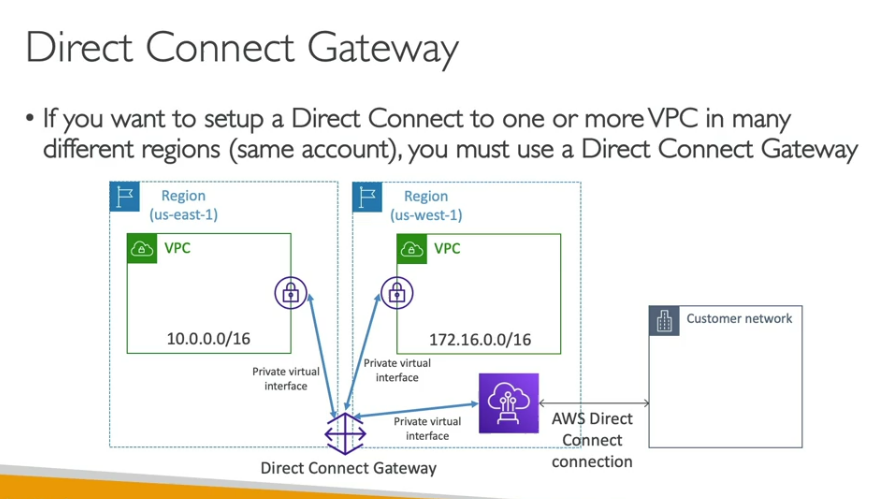 Direct Connect Gateway
• If you want to setup a Direct Connect to one or more VPC in many
different regions (same account), you must use a Direct Connect Gateway
Region
(us-east-1)
Region
(us-west-1)
VPC
VPC
10.0.0.0/16
172.16.0.0/16
Customer network
Private virtual
interface
Private virtual
interface
Private virtual
interface
AWS Direct
Connect
connection
Direct Connect Gateway